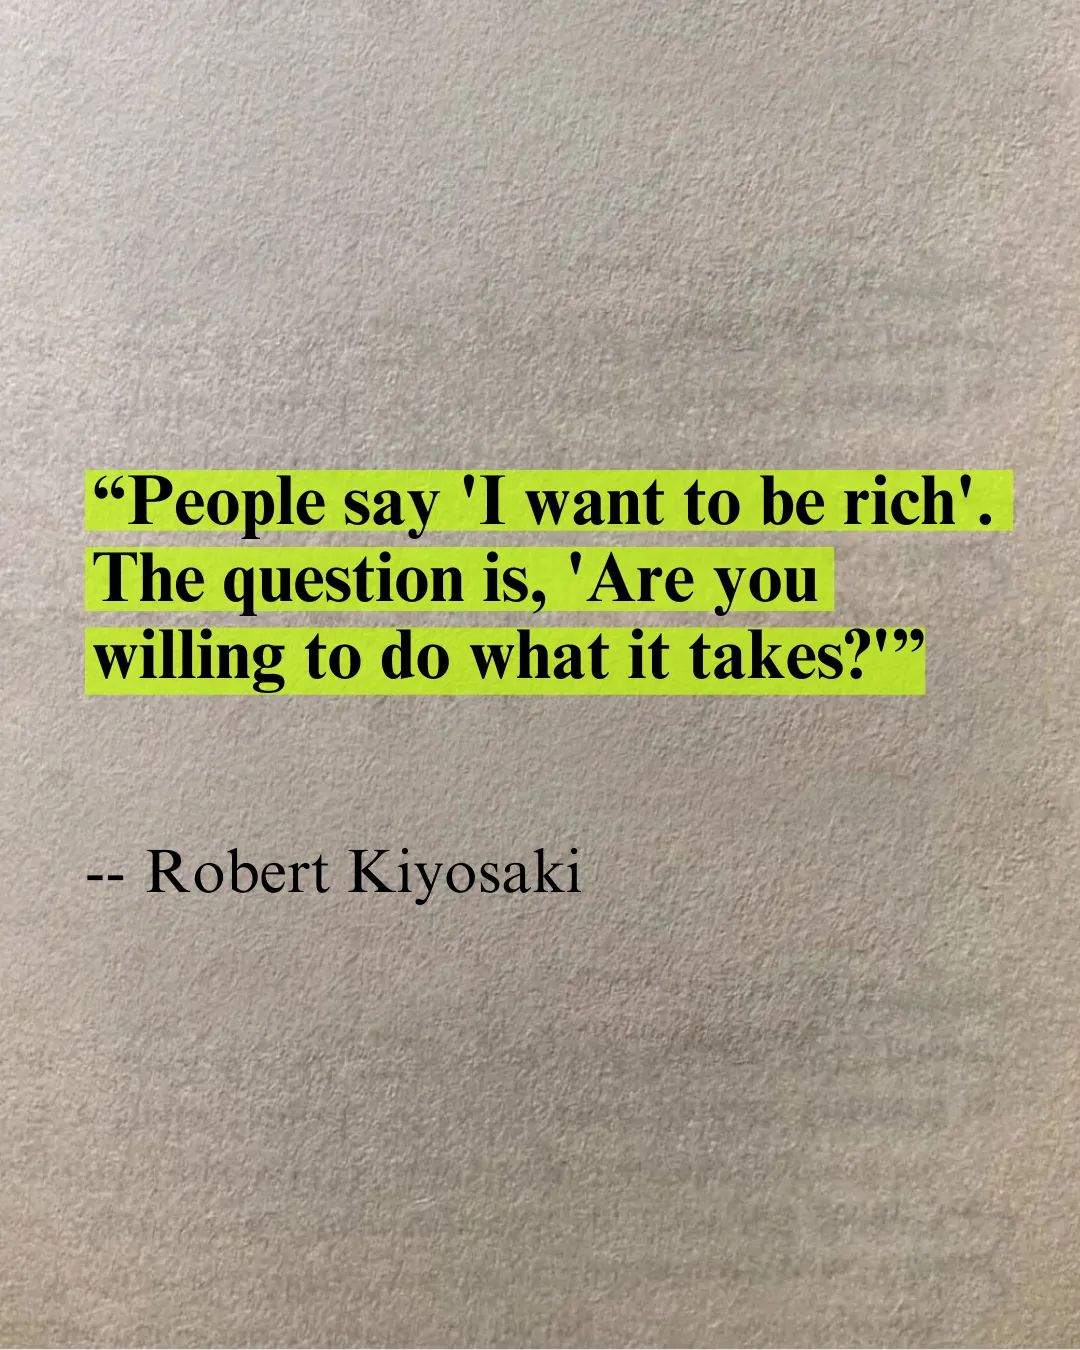 “People say 'I want to be rich'.
The question is, 'Are you
willing to do what it takes?'”
-- Robert Kiyosaki